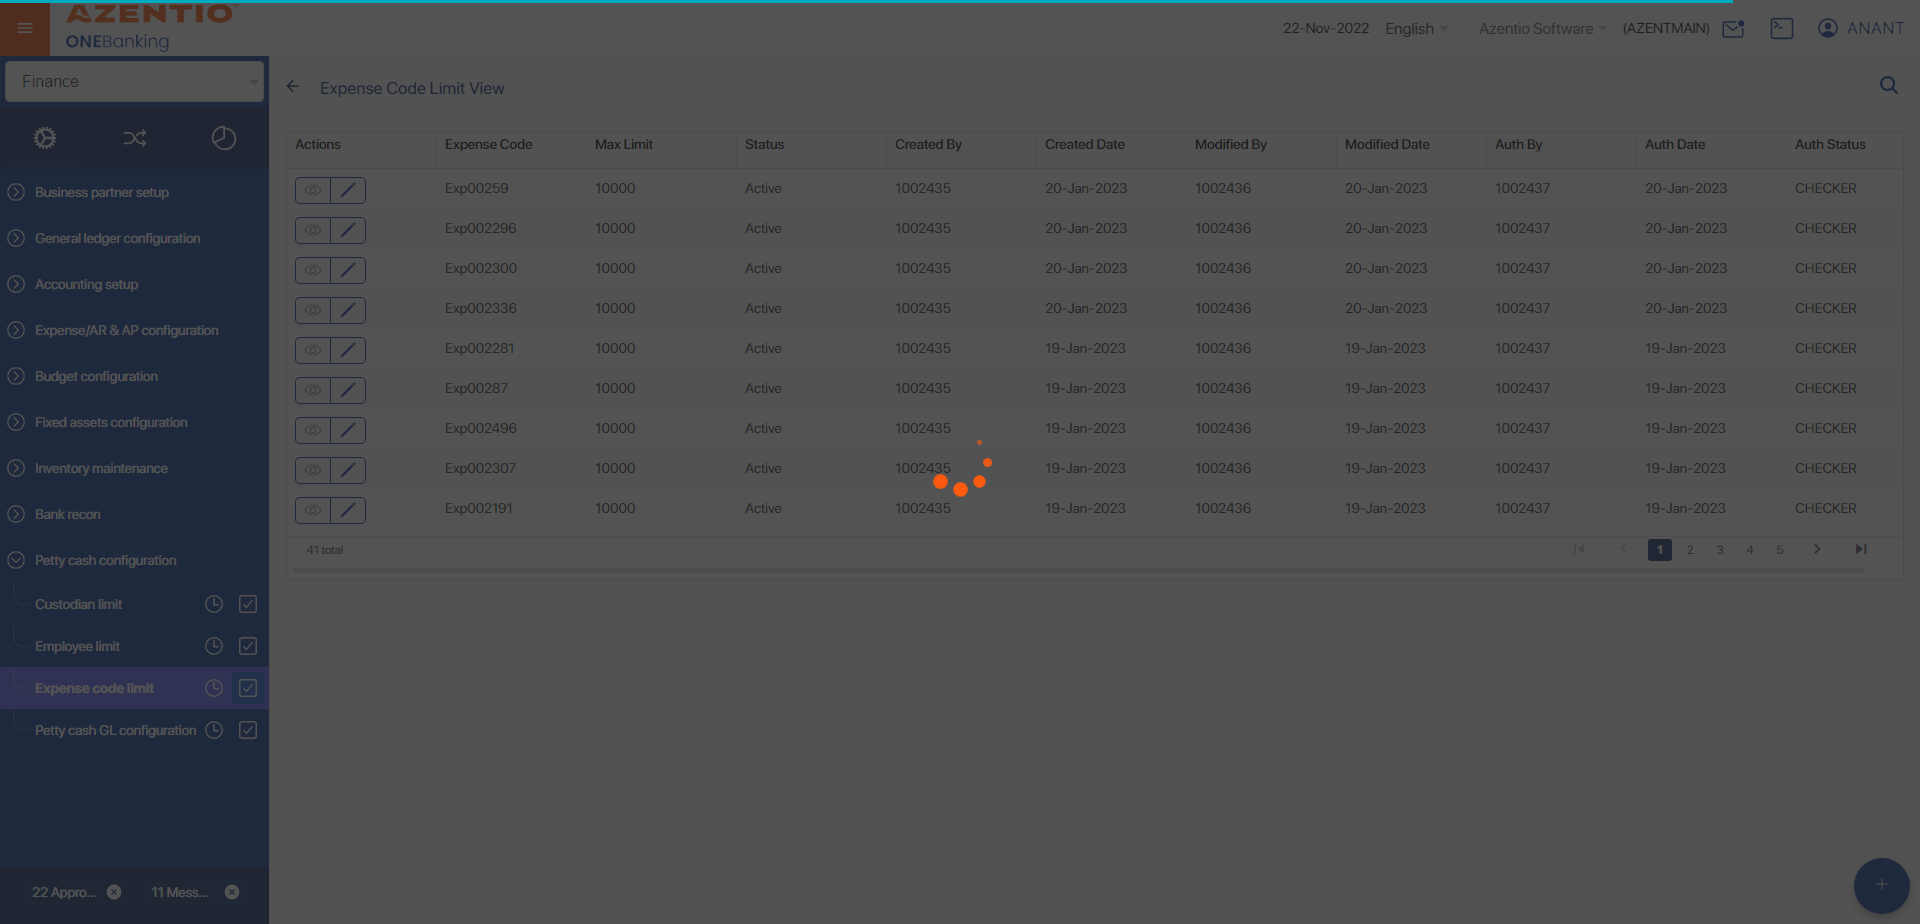 AZENTIO
ONEBanking
22-Nov-2022 English Azentio Software (AZENTMAIN) ANANT
Finance
Expense Code Limit View
Business partner setup
General ledger configuration
Accounting setup
Expense/AR & AP configuration
Budget configuration
Fixed assets configuration
Inventory maintenance
Bank recon
Petty cash configuration
Custodian limit
Employee limit
Expense code limit
Petty cash GL configuration
22 Appro... 11 Mess...
Actions Expense Code Max Limit Status Created By Created Date Modified By Modified Date Auth By Auth Date Auth Status
Exp00259 10000 Active 1002435 20-Jan-2023 1002436 20-Jan-2023 1002437 20-Jan-2023 CHECKER
Exp002296 10000 Active 1002435 20-Jan-2023 1002436 20-Jan-2023 1002437 20-Jan-2023 CHECKER
Exp002300 10000 Active 1002435 20-Jan-2023 1002436 20-Jan-2023 1002437 20-Jan-2023 CHECKER
Exp002336 10000 Active 1002435 20-Jan-2023 1002436 20-Jan-2023 1002437 20-Jan-2023 CHECKER
Exp002281 10000 Active 1002435 19-Jan-2023 1002436 19-Jan-2023 1002437 19-Jan-2023 CHECKER
Exp00287 10000 Active 1002435 19-Jan-2023 1002436 19-Jan-2023 1002437 19-Jan-2023 CHECKER
Exp002496 10000 Active 1002435 19-Jan-2023 1002436 19-Jan-2023 1002437 19-Jan-2023 CHECKER
Exp002307 10000 Active 1002435 19-Jan-2023 1002436 19-Jan-2023 1002437 19-Jan-2023 CHECKER
Exp002191 10000 Active 1002435 19-Jan-2023 1002436 19-Jan-2023 1002437 19-Jan-2023 CHECKER
41 total 1 2 3 4 5